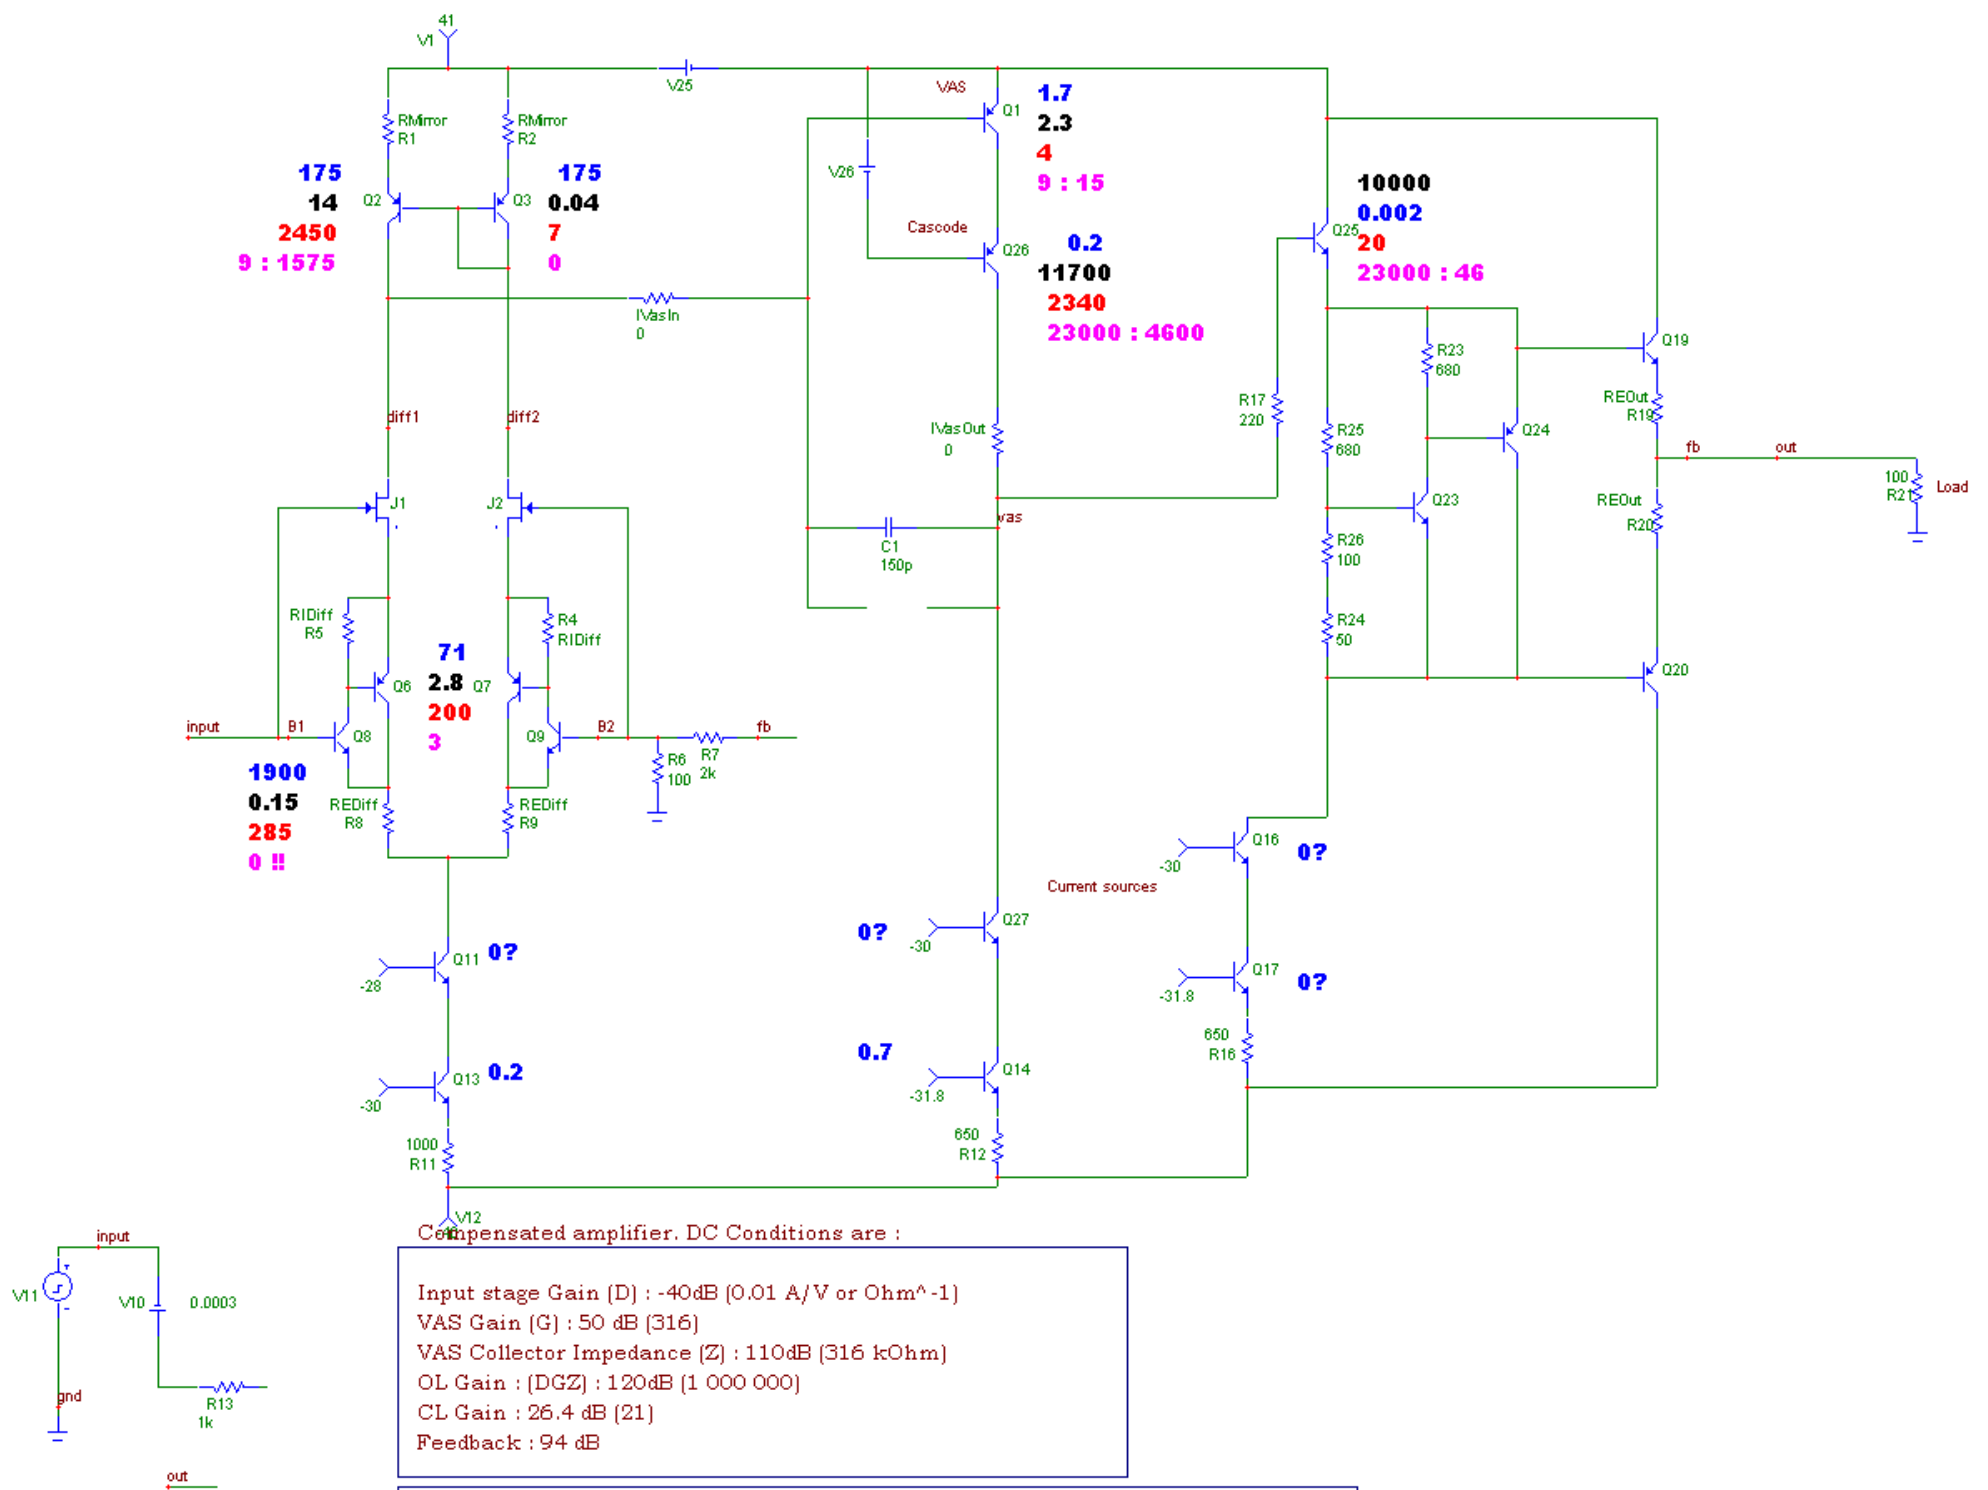 41
V1
V25
VAS
1.7
Q1
2.3
4
9 : 15
RMirror
R1
RMirror
R2
175
175
Q2
Q3
14
0.04
2450
7
9 : 1575
0
V26
Cascode
0.2
Q26
11700
2340
23000 : 4600
10000
0.002
Q25
20
23000 : 46
IVasIn
0
R23
680
Q19
REOut
R19
R17
220
R25
680
Q24
diff1
diff2
IVasOut
0
fb
out
100
R21
Load
J1
J2
Q23
REOut
R20
vas
C1
150p
R26
100
RIDiff
R5
R4
RIDiff
R24
50
71
Q6
2.8
Q7
200
3
Q20
input
B1
Q8
Q9
B2
fb
R6
100
R7
2k
1900
0.15
285
0 !!
REDiff
R8
REDiff
R9
Q16
0?
-30
Current sources
Q27
0?
-30
Q11
0?
-28
Q17
0?
-31.8
650
R16
0.7
Q14
-31.8
Q13
0.2
-30
1000
R11
650
R12
V12
Compensated amplifier. DC Conditions are :
input
V11
V10
0.0003
gnd
R13
1k
out
Input stage Gain (D) : -40dB (0.01 A/V or Ohm^-1)
VAS Gain (G) : 50 dB (316)
VAS Collector Impedance (Z) : 110dB (316 kOhm)
OL Gain : (DGZ) : 120dB (1 000 000)
CL Gain : 26.4 dB (21)
Feedback : 94 dB